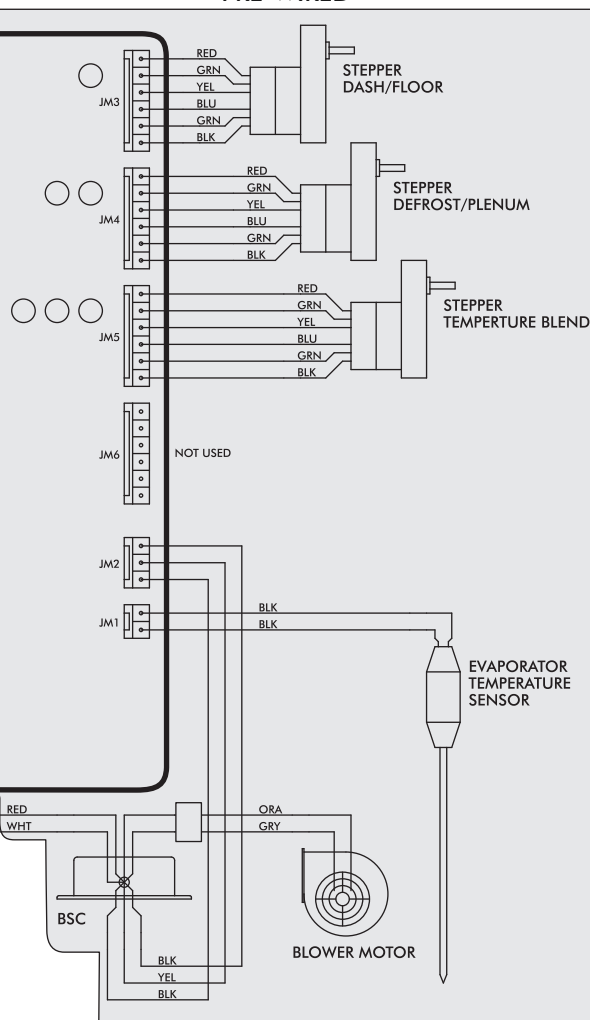 RED
GRN
YEL
BLU
GRN
BLK
JM3
STEPPER
DASH/FLOOR
RED
GRN
YEL
BLU
GRN
BLK
JM4
STEPPER
DEFROST/PLENUM
RED
GRN
YEL
BLU
GRN
BLK
JM5
STEPPER
TEMPERTURE BLEND
JM6
NOT USED
JM2
JM1
BLK
BLK
EVAPORATOR
TEMPERATURE
SENSOR
RED
WHT
ORA
GRY
BSC
BLOWER MOTOR
BLK
YEL
BLK